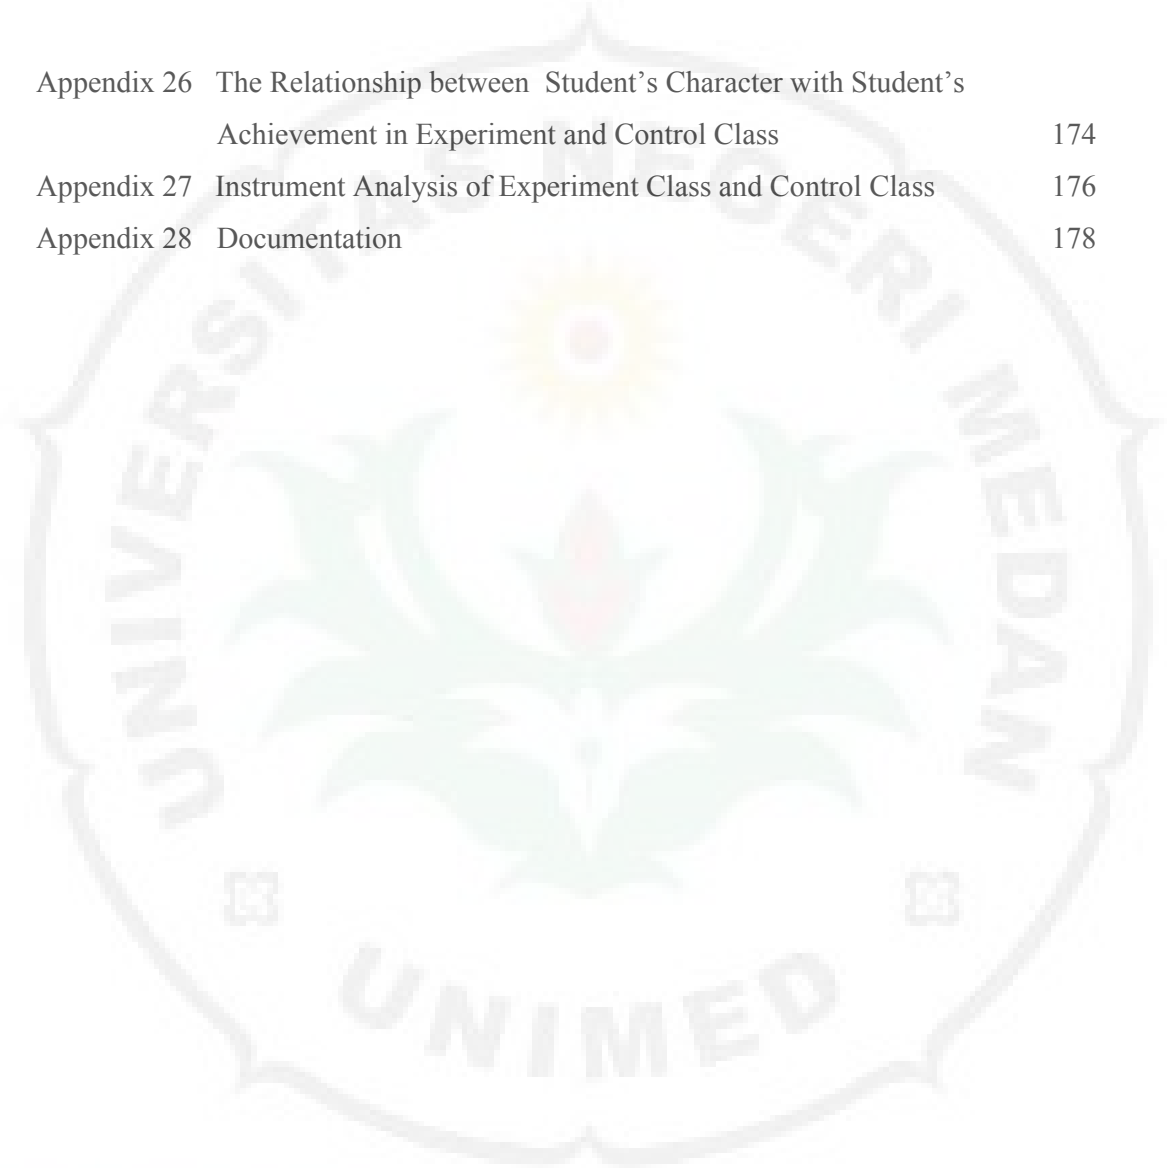 Appendix 26 The Relationship between Student’s Character with Student’s
Achievement in Experiment and Control Class 174
Appendix 27 Instrument Analysis of Experiment Class and Control Class 176
Appendix 28 Documentation 178
UNIVERSITAS NEGERI MEDAN
UNIMED